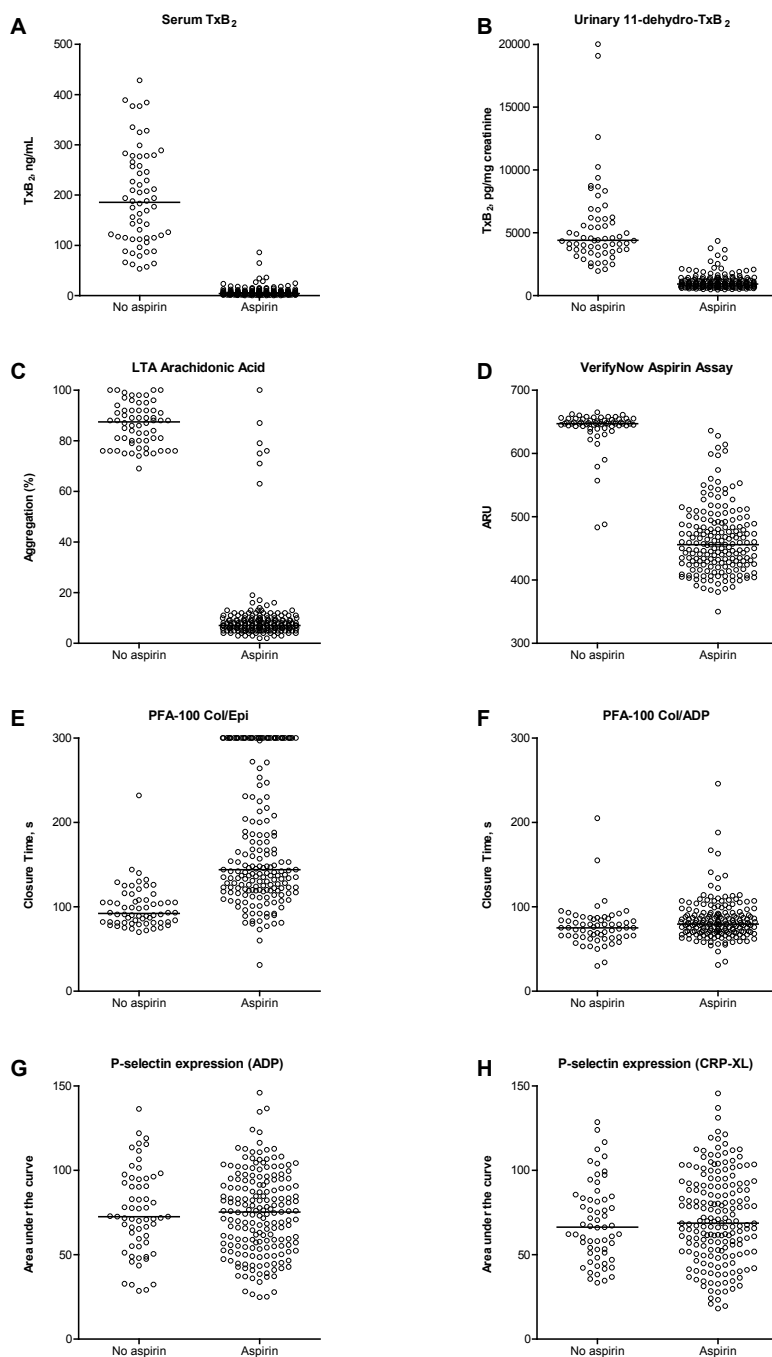 A
Serum TxB₂
TxB₂, ng/mL
500
400
300
200
100
0
No aspirin
Aspirin
B
Urinary 11-dehydro-TxB₂
TxB₂, pg/mg creatinine
20000
15000
10000
5000
0
No aspirin
Aspirin
C
LTA Arachidonic Acid
Aggregation (%)
100
80
60
40
20
0
No aspirin
Aspirin
D
VerifyNow Aspirin Assay
ARU
700
600
500
400
300
No aspirin
Aspirin
E
PFA-100 Col/Epi
Closure Time, s
300
200
100
0
No aspirin
Aspirin
F
PFA-100 Col/ADP
Closure Time, s
300
200
100
0
No aspirin
Aspirin
G
P-selectin expression (ADP)
Area under the curve
150
100
50
0
No aspirin
Aspirin
H
P-selectin expression (CRP-XL)
Area under the curve
150
100
50
0
No aspirin
Aspirin